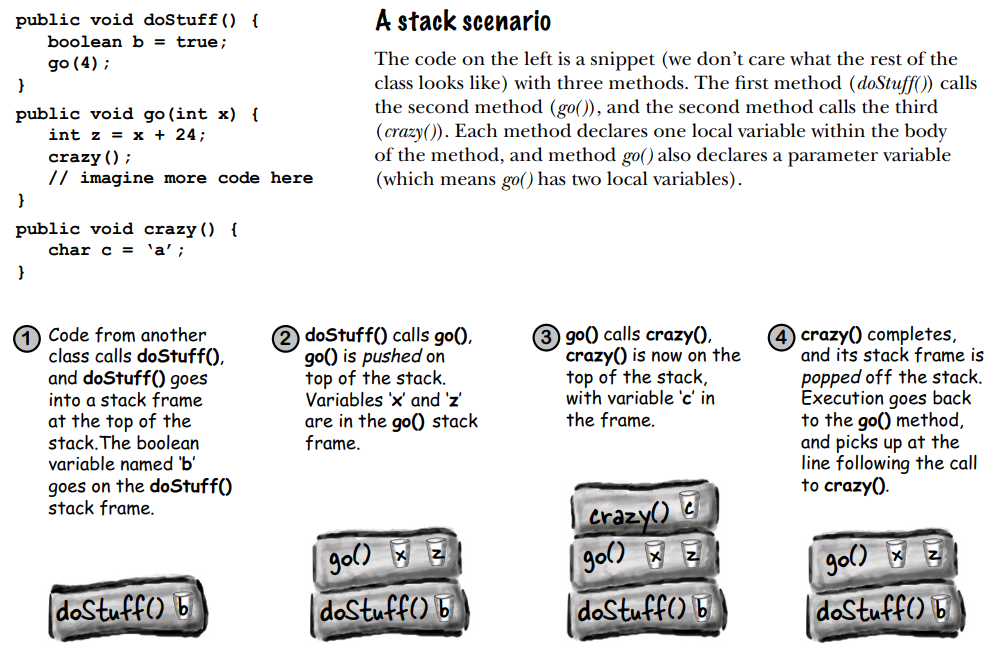 public void doStuff() {
boolean b = true;
go(4);
}
public void go(int x) {
int z = x + 24;
crazy();
// imagine more code here
}
public void crazy() {
char c = ‘a’;
}
A stack scenario
The code on the left is a snippet (we don’t care what the rest of the
class looks like) with three methods. The first method (doStuff()) calls
the second method (go()), and the second method calls the third
(crazy()). Each method declares one local variable within the body
of the method, and method go() also declares a parameter variable
(which means go() has two local variables).
1 Code from another
class calls doStuff(),
and doStuff() goes
into a stack frame
at the top of the
stack.The boolean
variable named ‘b’
goes on the doStuff()
stack frame.
doStuff() b
2 doStuff() calls go(),
go() is pushed on
top of the stack.
Variables ‘x’ and ‘z’
are in the go() stack
frame.
go() x z
doStuff() b
3 go() calls crazy(),
crazy() is now on the
top of the stack,
with variable ‘c’ in
the frame.
crazy() c
go() x z
doStuff() b
4 crazy() completes,
and its stack frame is
popped off the stack.
Execution goes back
to the go() method,
and picks up at the
line following the call
to crazy().
go() x z
doStuff() b